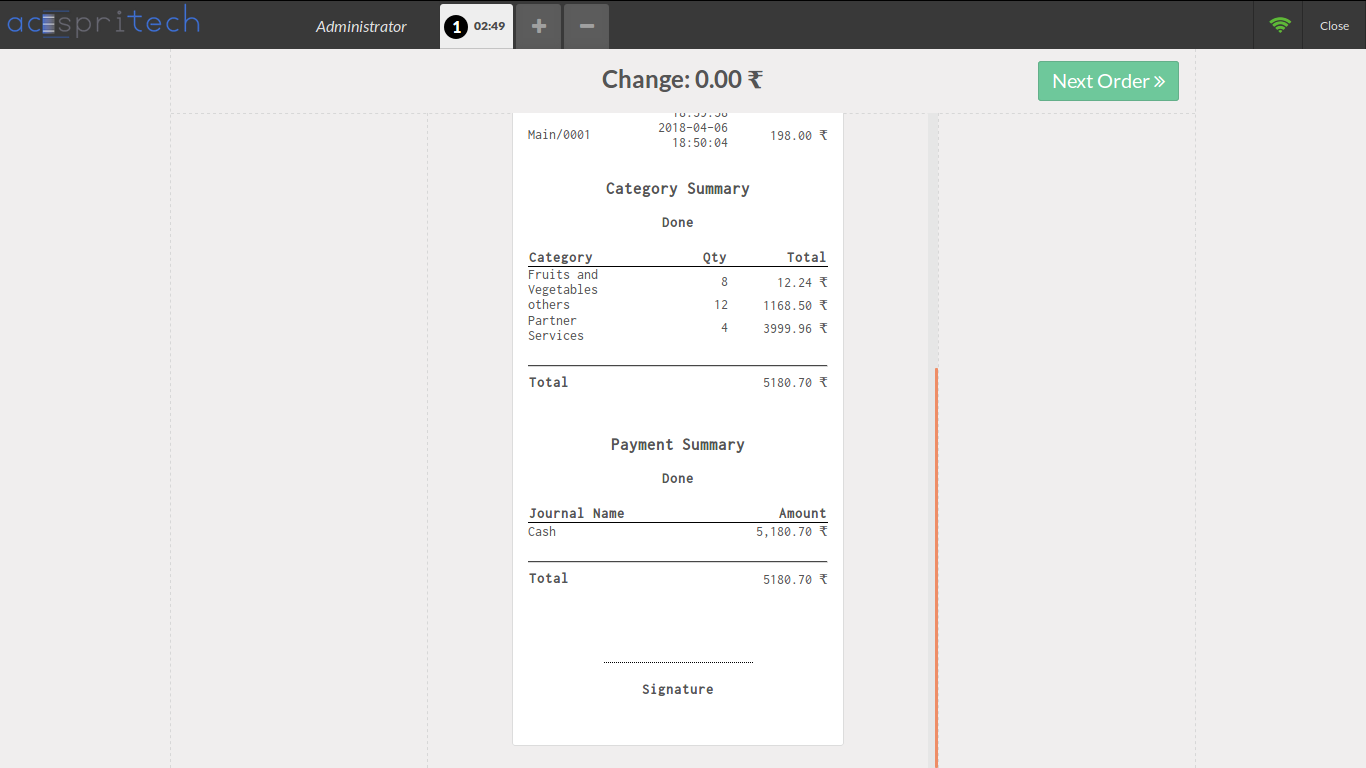 acespritech
Administrator
1 02:49
Close
Change: 0.00 ₹
Next Order »
Main/0001
2018-04-06
18:50:04
198.00 ₹
Category Summary
Done
Category Qty Total
Fruits and
Vegetables
8 12.24 ₹
others 12 1168.50 ₹
Partner
Services
4 3999.96 ₹
Total 5180.70 ₹
Payment Summary
Done
Journal Name Amount
Cash 5,180.70 ₹
Total 5180.70 ₹
Signature